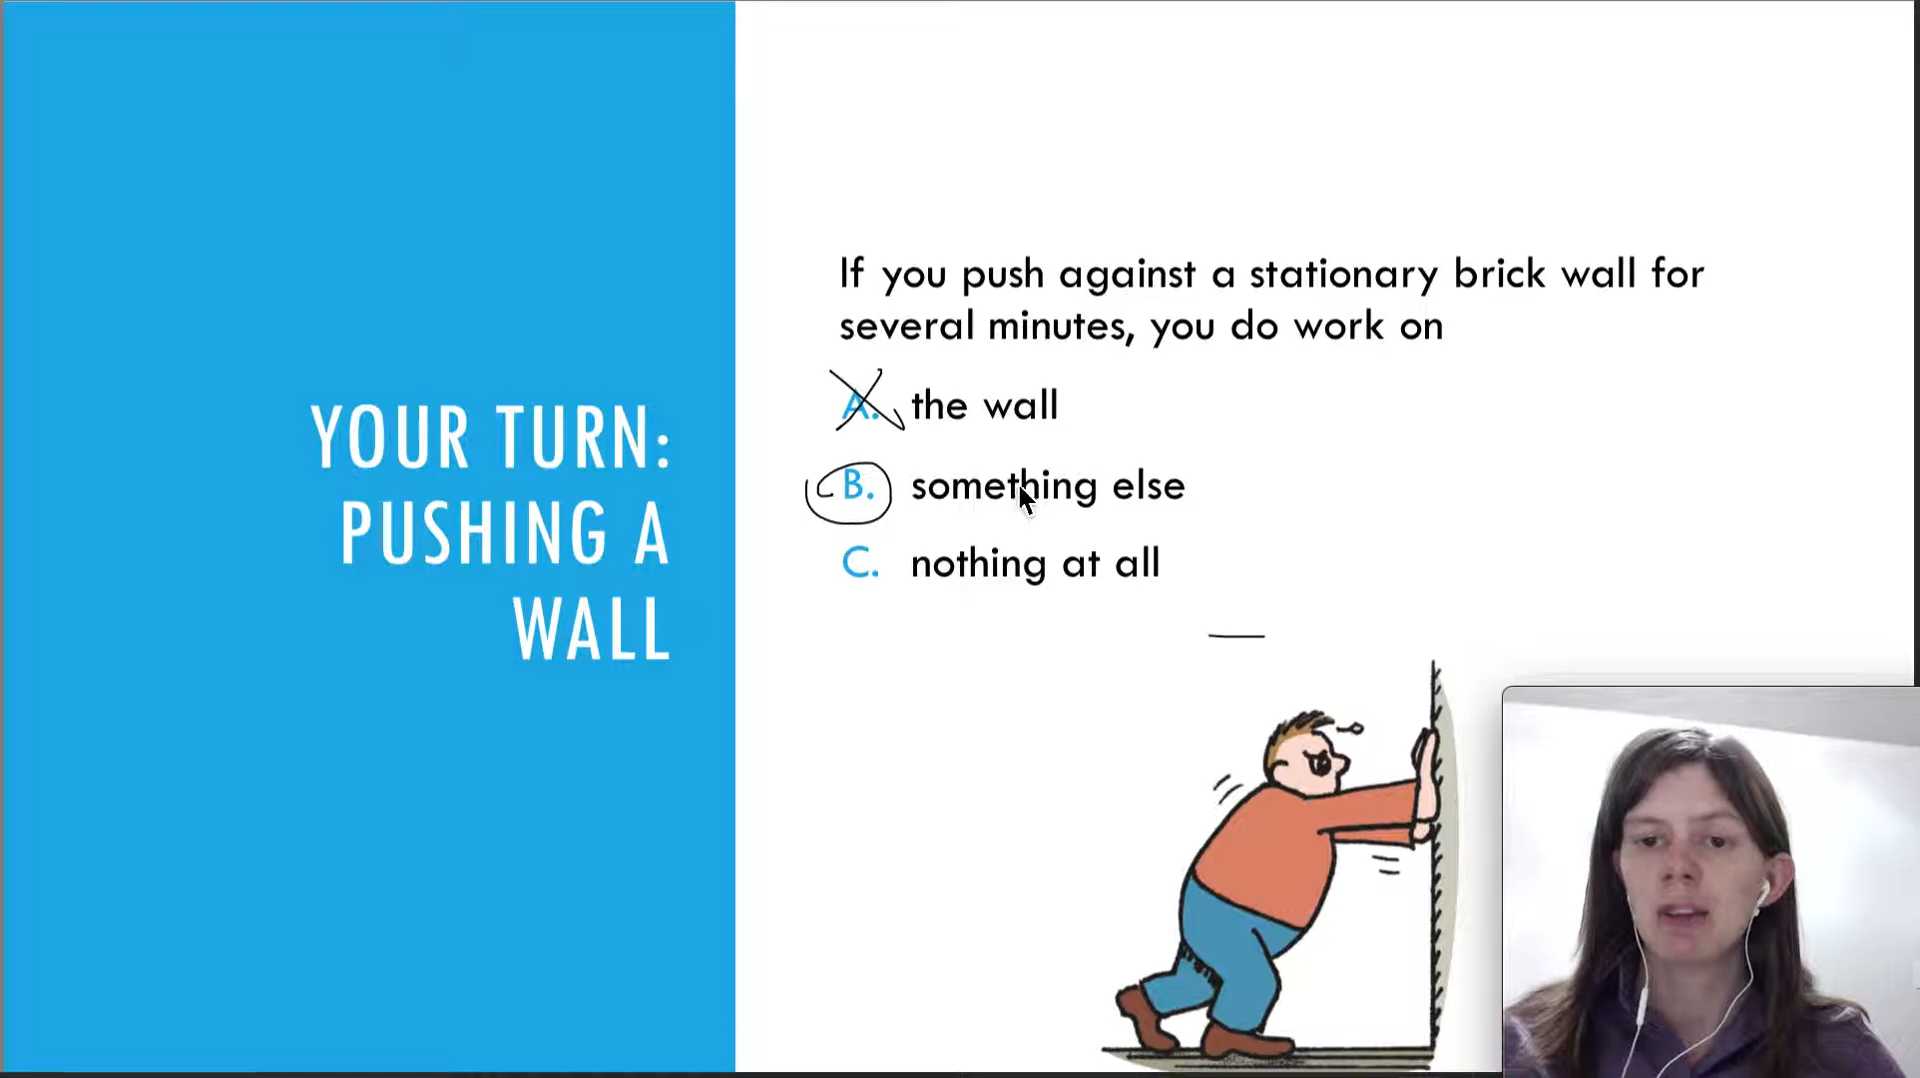 YOUR TURN:
PUSHING A
WALL
If you push against a stationary brick wall for
several minutes, you do work on
A. the wall
B. something else
C. nothing at all